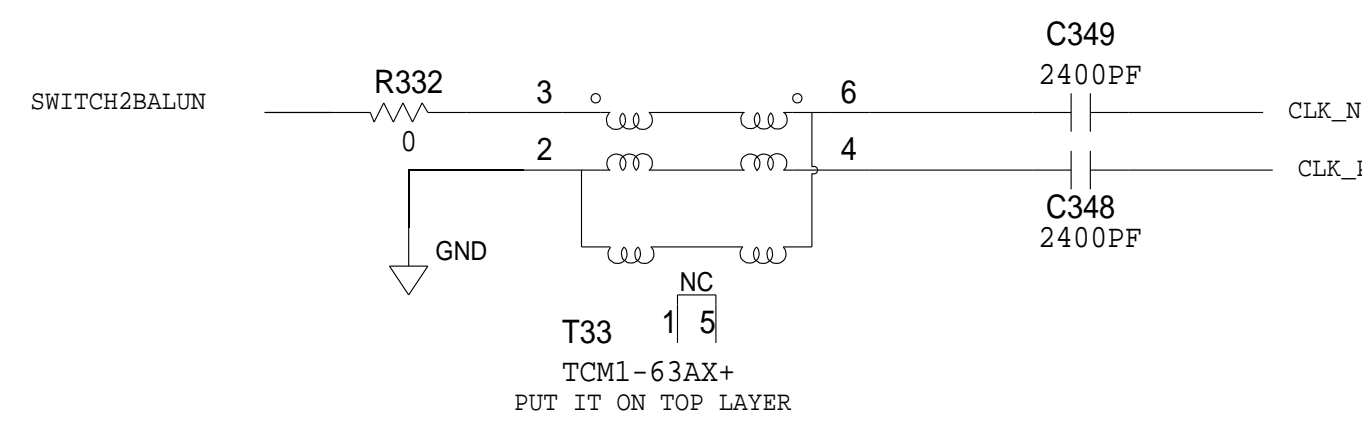 C349
2400PF
SWITCH2BALUN
R332
0
3
6
CLK_N
2
4
CLK_P
C348
2400PF
GND
NC
1
5
T33
TCM1-63AX+
PUT IT ON TOP LAYER